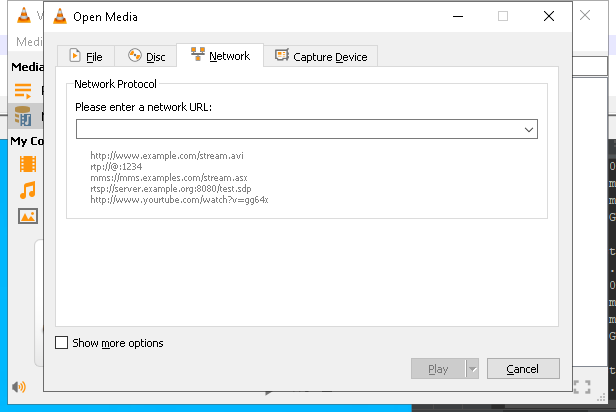 Open Media
Medi
File
Disc
Network
Capture Device
Media
Network Protocol
Please enter a network URL:
My Co
http://www.example.com/stream.avi
rtp://@:1234
mms://mms.examples.com/stream.asx
rtsp://server.example.org:8080/test.sdp
http://www.yourtube.com/watch?v=gg64x
Show more options
Play
Cancel